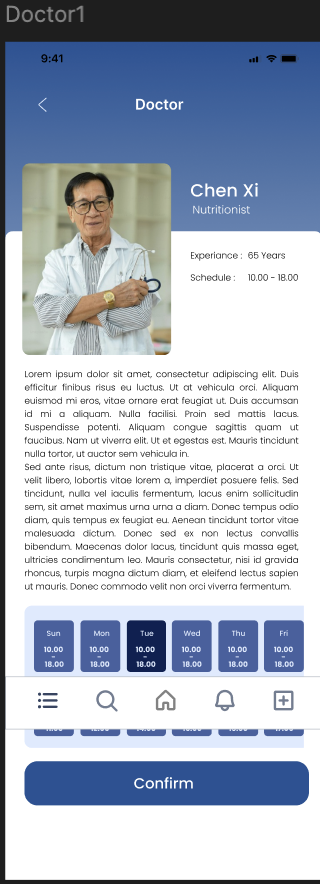 Doctor1
9:41
Doctor
Chen Xi
Nutritionist
Experiance : 65 Years
Schedule : 10.00 - 18.00
Lorem ipsum dolor sit amet, consectetur adipiscing elit. Duis
efficitur finibus risus eu luctus. Ut at vehicula orci. Aliquam
euismod mi eros, vitae ornare erat feugiat ut. Duis accumsan
id mi a aliquam. Nulla facilisi. Proin sed mattis lacus.
Suspendisse potenti. Aliquam congue sagittis quam ut
faucibus. Nam ut viverra elit. Ut et egestas est. Mauris tincidunt
nulla tortor, ut auctor sem vehicula in.
Sed ante risus, dictum non tristique vitae, placerat a orci. Ut
velit libero, lobortis vitae lorem a, imperdiet posuere felis. Sed
tincidunt, nulla vel iaculis fermentum, lacus enim sollicitudin
sem, sit amet maximus urna urna a diam. Donec tempus odio
diam, quis tempus ex feugiat eu. Aenean tincidunt tortor vitae
malesuada dictum. Donec sed ex non lectus convallis
bibendum. Maecenas dolor lacus, tincidunt quis massa eget,
ultricies condimentum leo. Mauris consectetur, nisi id gravida
rhoncus, turpis magna dictum diam, et eleifend lectus sapien
ut mauris. Donec commodo velit non orci viverra fermentum.
Sun Mon Tue Wed Thu Fri
10.00 10.00 10.00 10.00 10.00 10.00
- - - - - -
18.00 18.00 18.00 18.00 18.00 18.00
Confirm